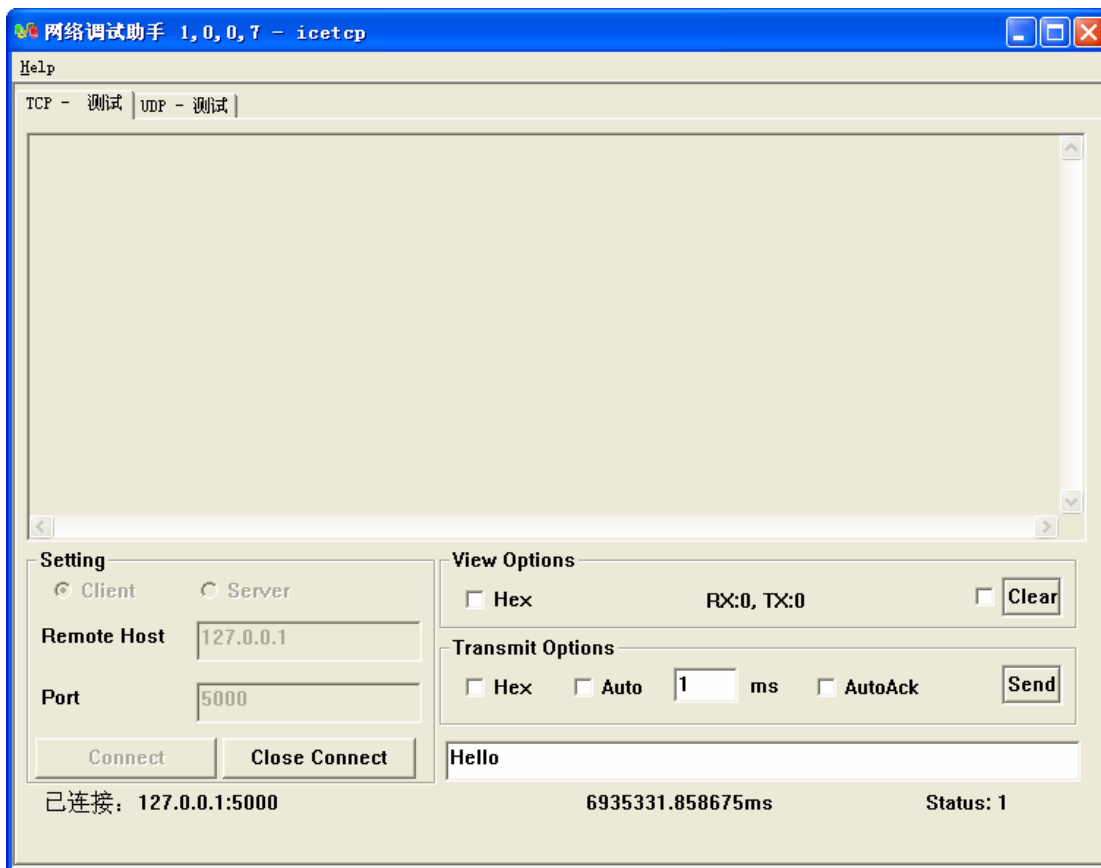 网络调试助手 1,0,0,7 - icetcp
Help
TCP - 测试 UDP - 测试
Setting
Client Server
Remote Host 127.0.0.1
Port 5000
Connect Close Connect
View Options
Hex RX:0, TX:0 Clear
Transmit Options
Hex Auto 1 ms AutoAck Send
Hello
已连接：127.0.0.1:5000 6935331.858675ms Status: 1